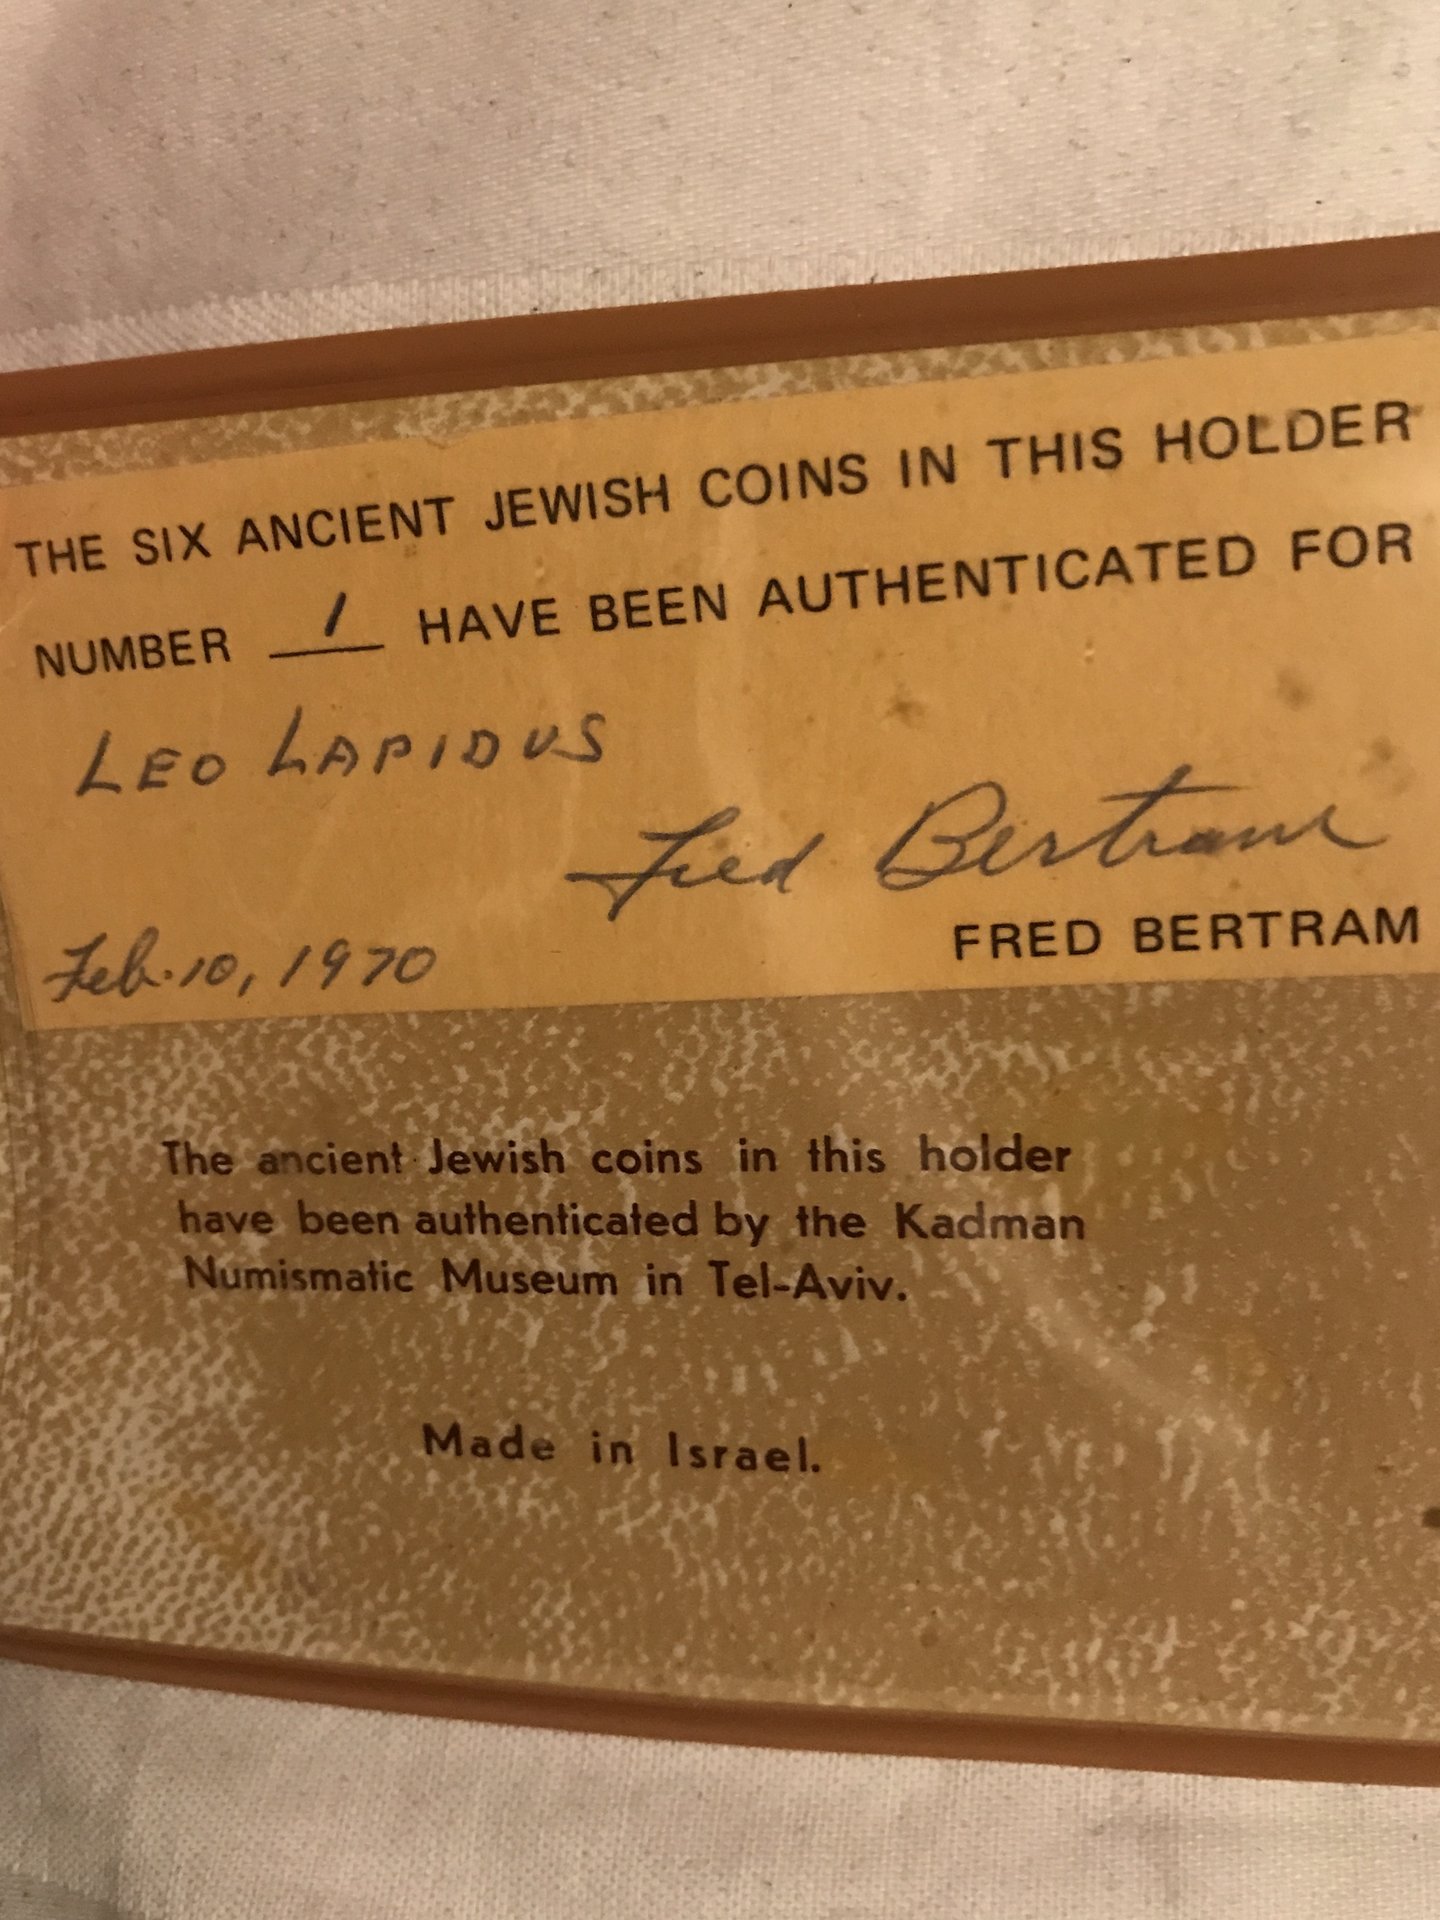 THE SIX ANCIENT JEWISH COINS IN THIS HOLDER
NUMBER 1 HAVE BEEN AUTHENTICATED FOR
LEO LAPIDUS
Fred Bertram
FRED BERTRAM
Feb. 10, 1970
The ancient Jewish coins in this holder
have been authenticated by the Kadman
Numismatic Museum in Tel-Aviv.
Made in Israel.